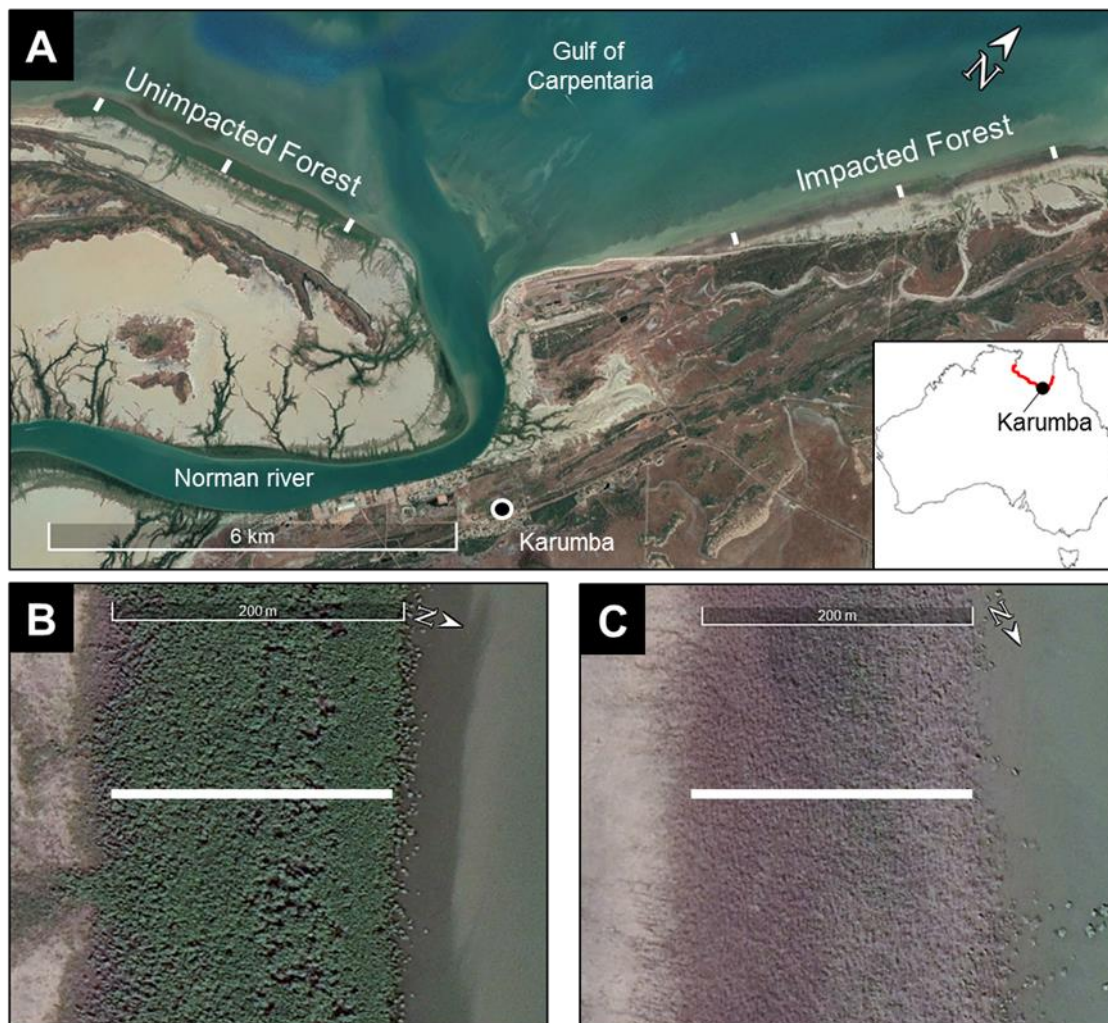 A
Gulf of
Carpentaria
N
Unimpacted Forest
Impacted Forest
Karumba
Norman river
6 km
Karumba
B
200 m
N
C
200 m
N